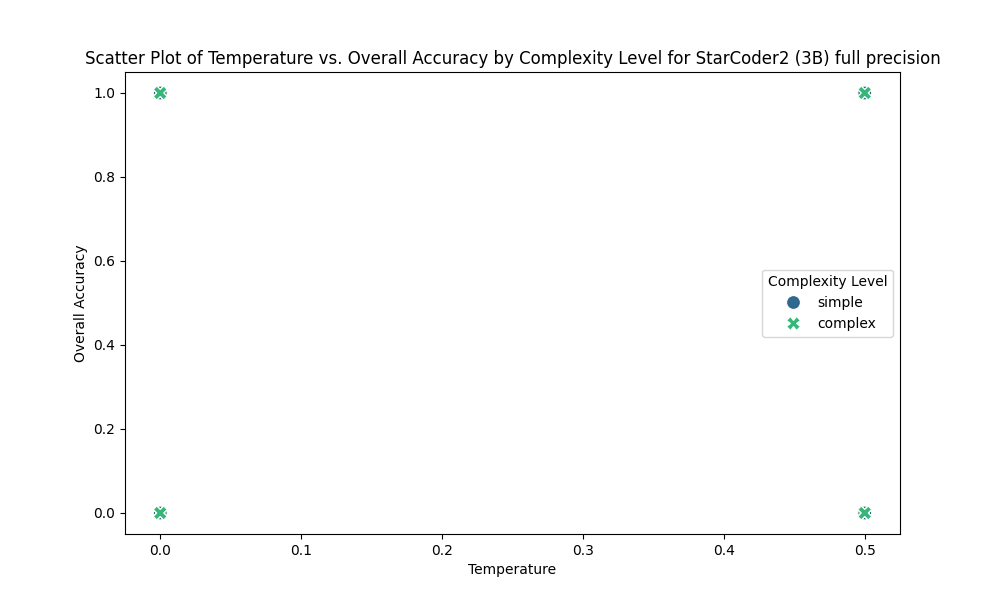 Scatter Plot of Temperature vs. Overall Accuracy by Complexity Level for StarCoder2 (3B) full precision
Overall Accuracy
1.0
0.8
0.6
0.4
0.2
0.0
Complexity Level
simple
complex
0.0
0.1
0.2
0.3
0.4
0.5
Temperature